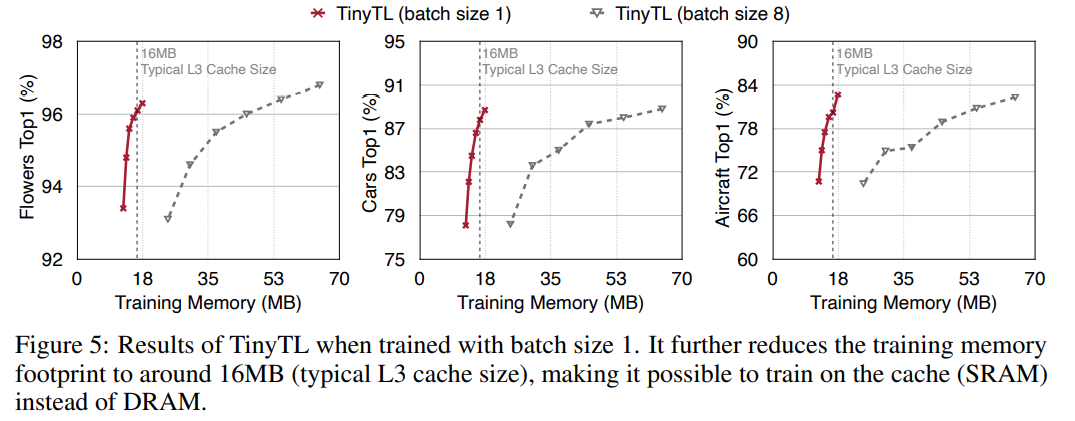 TinyTL (batch size 1) TinyTL (batch size 8)
Flowers Top1 (%)
98
96
94
92
16MB
Typical L3 Cache Size
0 18 35 53 70
Training Memory (MB)
Cars Top1 (%)
95
91
87
83
79
75
16MB
Typical L3 Cache Size
0 18 35 53 70
Training Memory (MB)
Aircraft Top1 (%)
90
84
78
72
66
60
16MB
Typical L3 Cache Size
0 18 35 53 70
Training Memory (MB)
Figure 5: Results of TinyTL when trained with batch size 1. It further reduces the training memory
footprint to around 16MB (typical L3 cache size), making it possible to train on the cache (SRAM)
instead of DRAM.